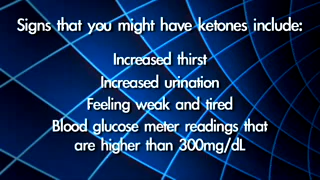 Signs that you might have ketones include:
Increased thirst
Increased urination
Feeling weak and tired
Blood glucose meter readings that
are higher than 300mg/dL